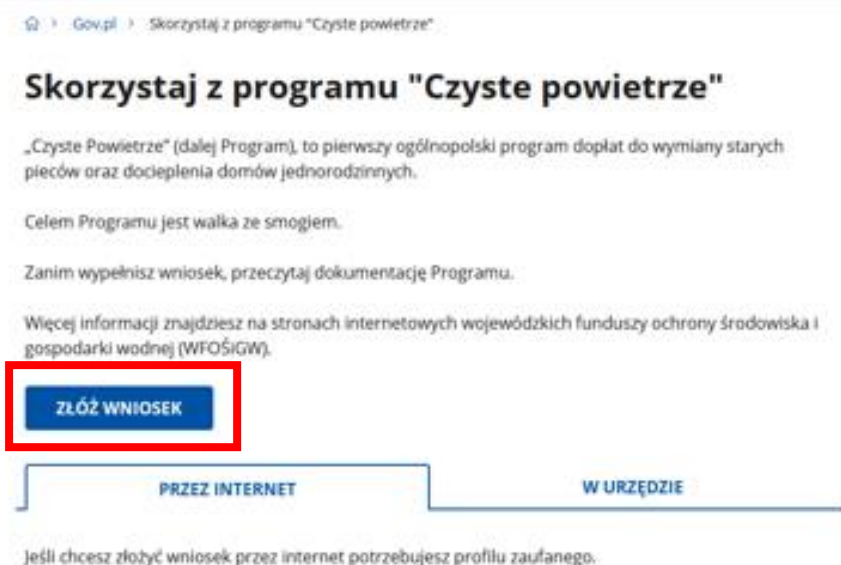 Gov.pl > Skorzystaj z programu "Czyste powietrze"
Skorzystaj z programu "Czyste powietrze"
„Czyste Powietrze” (dalej Program), to pierwszy ogólnopolski program dopłat do wymiany starych
pieców oraz docieplenia domów jednorodzinnych.
Celem Programu jest walka ze smogiem.
Zanim wypełnisz wniosek, przeczytaj dokumentację Programu.
Więcej informacji znajdziesz na stronach internetowych wojewódzkich funduszy ochrony środowiska i
gospodarki wodnej (WFOŚiGW).
ZŁÓŻ WNIOSEK
PRZEZ INTERNET W URZĘDZIE
Jeśli chcesz złożyć wniosek przez internet potrzebujesz profilu zaufanego.